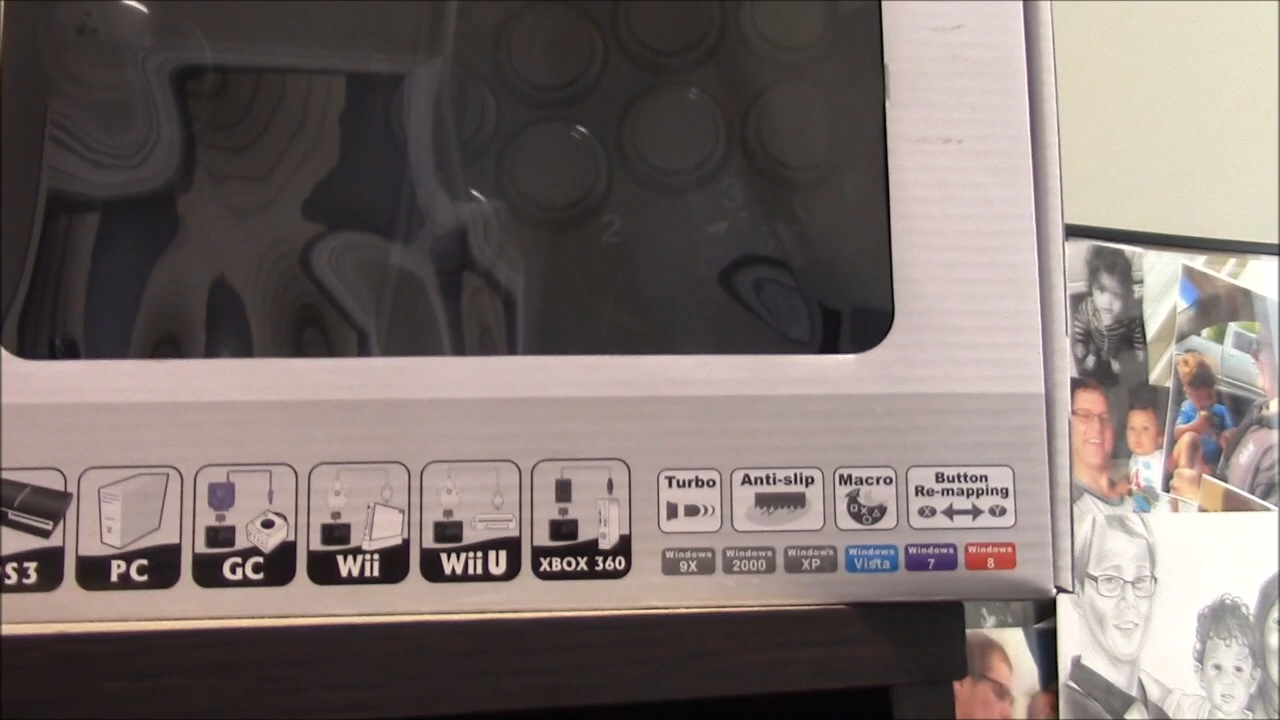 2
3
S3
PC
GC
Wii
Wii U
XBOX 360
Turbo
Anti-slip
Macro
Button
Re-mapping
X Y
Windows
9X
Windows
2000
Windows
XP
Windows
Vista
Windows
7
Windows
8